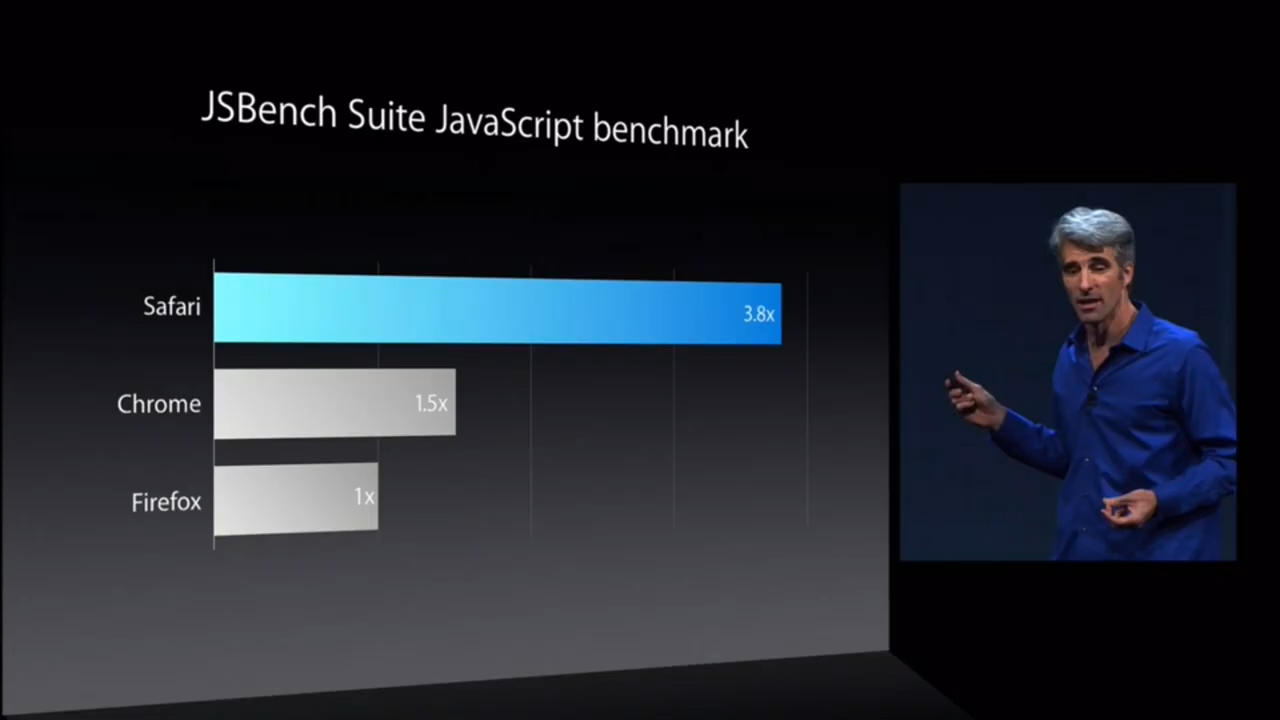 JSBench Suite JavaScript benchmark
Safari
3.8x
Chrome
1.5x
Firefox
1x